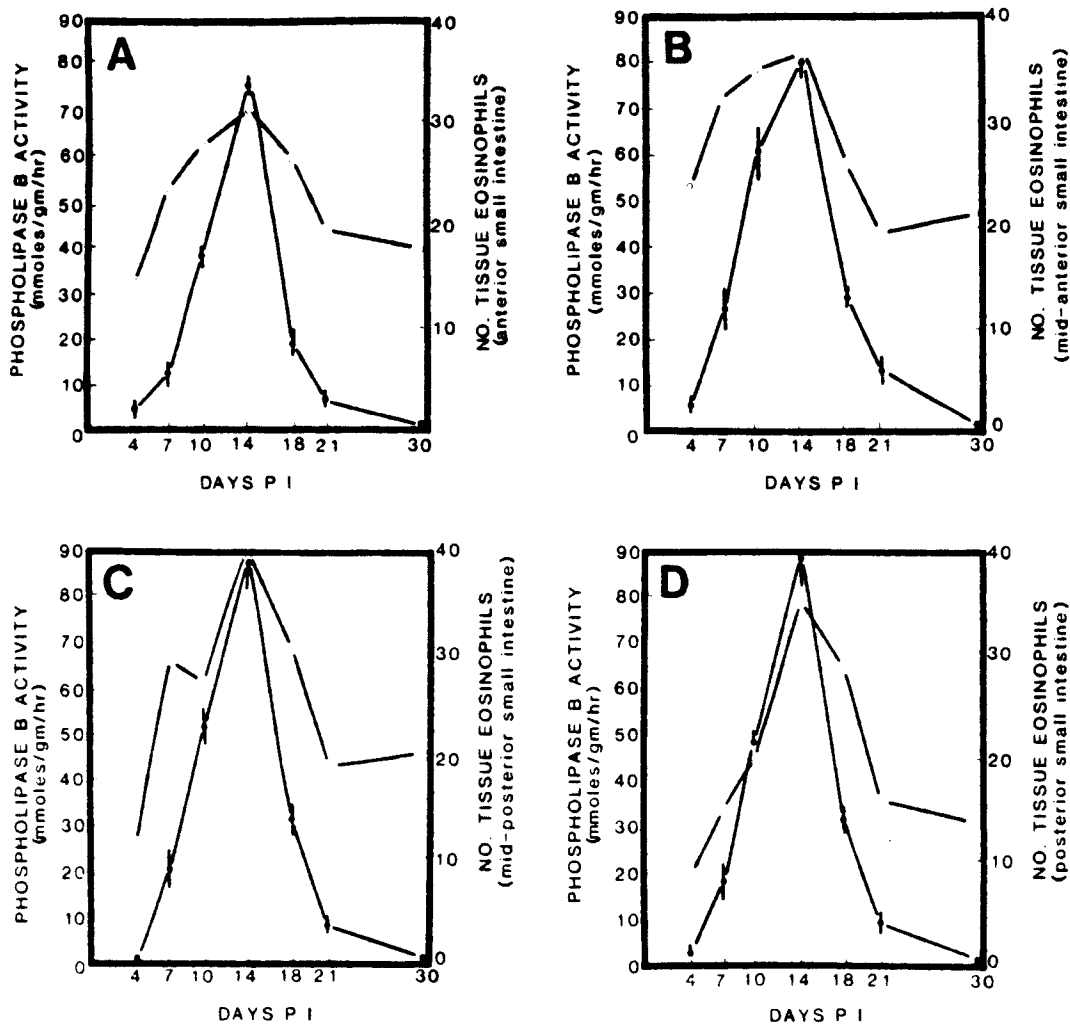 A
PHOSPHOLIPASE B ACTIVITY
(nmoles/gm/hr)
90
80
70
60
50
40
30
20
10
0
4 7 10 14 18 21 30
DAYS P I
40
30
20
10
NO. TISSUE EOSINOPHILS
(anterior small intestine)
B
PHOSPHOLIPASE B ACTIVITY
(nmoles/gm/hr)
90
80
70
60
50
40
30
20
10
0
4 7 10 14 18 21 30
DAYS P I
40
30
20
10
0
NO. TISSUE EOSINOPHILS
(mid-anterior small intestine)
C
PHOSPHOLIPASE B ACTIVITY
(nmoles/gm/hr)
90
80
70
60
50
40
30
20
10
0
4 7 10 14 18 21 30
DAYS P I
40
30
20
10
0
NO. TISSUE EOSINOPHILS
(mid-posterior small intestine)
D
PHOSPHOLIPASE B ACTIVITY
(nmoles/gm/hr)
90
80
70
60
50
40
30
20
10
0
4 7 10 14 18 21 30
DAYS P I
40
30
20
10
0
NO. TISSUE EOSINOPHILS
(posterior small intestine)